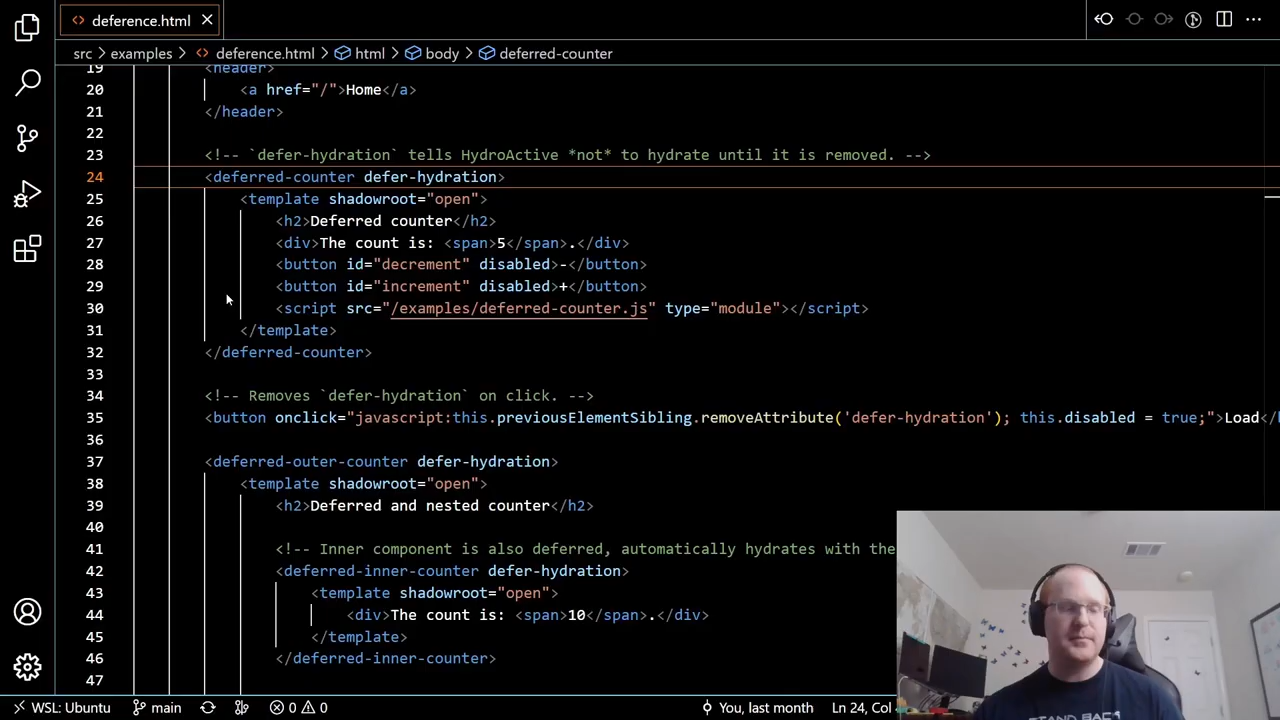 deference.html
src > examples > deference.html > html > body > deferred-counter
19 <header>
20 <a href="/">Home</a>
21 </header>
22
23 <!-- `defer-hydration` tells HydroActive *not* to hydrate until it is removed. -->
24 <deferred-counter defer-hydration>
25 <template shadowroot="open">
26 <h2>Deferred counter</h2>
27 <div>The count is: <span>5</span>.</div>
28 <button id="decrement" disabled>-</button>
29 <button id="increment" disabled>+</button>
30 <script src="/examples/deferred-counter.js" type="module"></script>
31 </template>
32 </deferred-counter>
33
34 <!-- Removes `defer-hydration` on click. -->
35 <button onclick="javascript:this.previousElementSibling.removeAttribute('defer-hydration'); this.disabled = true;">Load</
36
37 <deferred-outer-counter defer-hydration>
38 <template shadowroot="open">
39 <h2>Deferred and nested counter</h2>
40
41 <!-- Inner component is also deferred, automatically hydrates with the
42 <deferred-inner-counter defer-hydration>
43 <template shadowroot="open">
44 <div>The count is: <span>10</span>.</div>
45 </template>
46 </deferred-inner-counter>
47
WSL: Ubuntu main 0 0 You, last month Ln 24, Col
STAND BACK